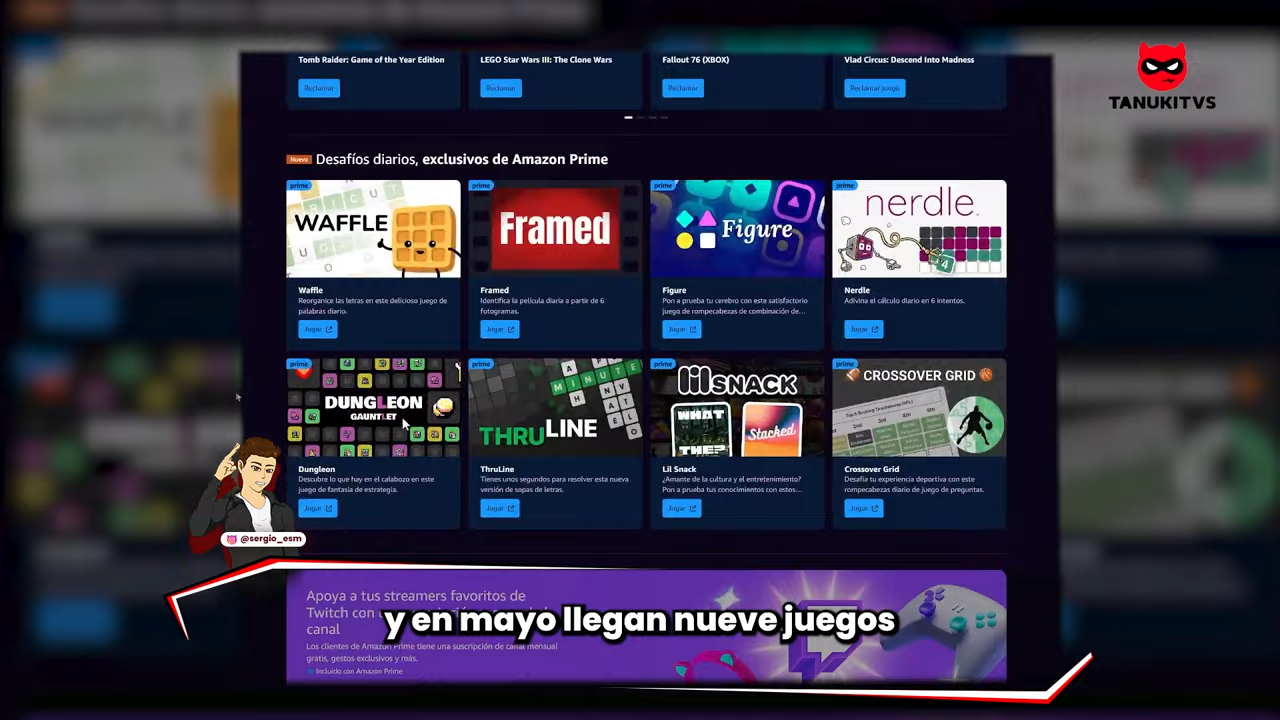 Tomb Raider: Game of the Year Edition
LEGO Star Wars III: The Clone Wars
Fallout 76 (XBOX)
Vlad Circus: Descend Into Madness
Reclamar
Reclamar
Reclamar
Reclamar juego
TANUKITVS
Nuevo Desafíos diarios, exclusivos de Amazon Prime
prime
WAFFLE
prime
Framed
prime
Figure
prime
nerdle.
4
Waffle
Reorganice las letras en este delicioso juego de
palabras diario.
Jugar
Framed
Identifica la película diaria a partir de 6
fotogramas.
Jugar
Figure
Pon a prueba tu cerebro con este satisfactorio
juego de rompecabezas de combinación de...
Jugar
Nerdle
Adivina el cálculo diario en 6 intentos.
Jugar
prime
DUNGLEON
GAUNTLET
prime
MINUTE
THRULINE
prime
lil SNACK
WHAT
THE?
Stacked
prime
CROSSOVER GRID
Dungleon
Descubre lo que hay en el calabozo en este
juego de fantasía de estrategia.
Jugar
ThruLine
Tienes unos segundos para resolver esta nueva
versión de sopas de letras.
Jugar
Lil Snack
¿Amante de la cultura y el entretenimiento?
Pon a prueba tus conocimientos con estos...
Jugar
Crossover Grid
Desafía tu experiencia deportiva con este
rompecabezas diario de juego de preguntas.
Jugar
@sergio_esm
Apoya a tus streamers favoritos de
Twitch con
canal
y en mayo llegan nueve juegos
Los clientes de Amazon Prime tiene una suscripción de canal mensual
gratis, gestos exclusivos y más.
Incluido con Amazon Prime